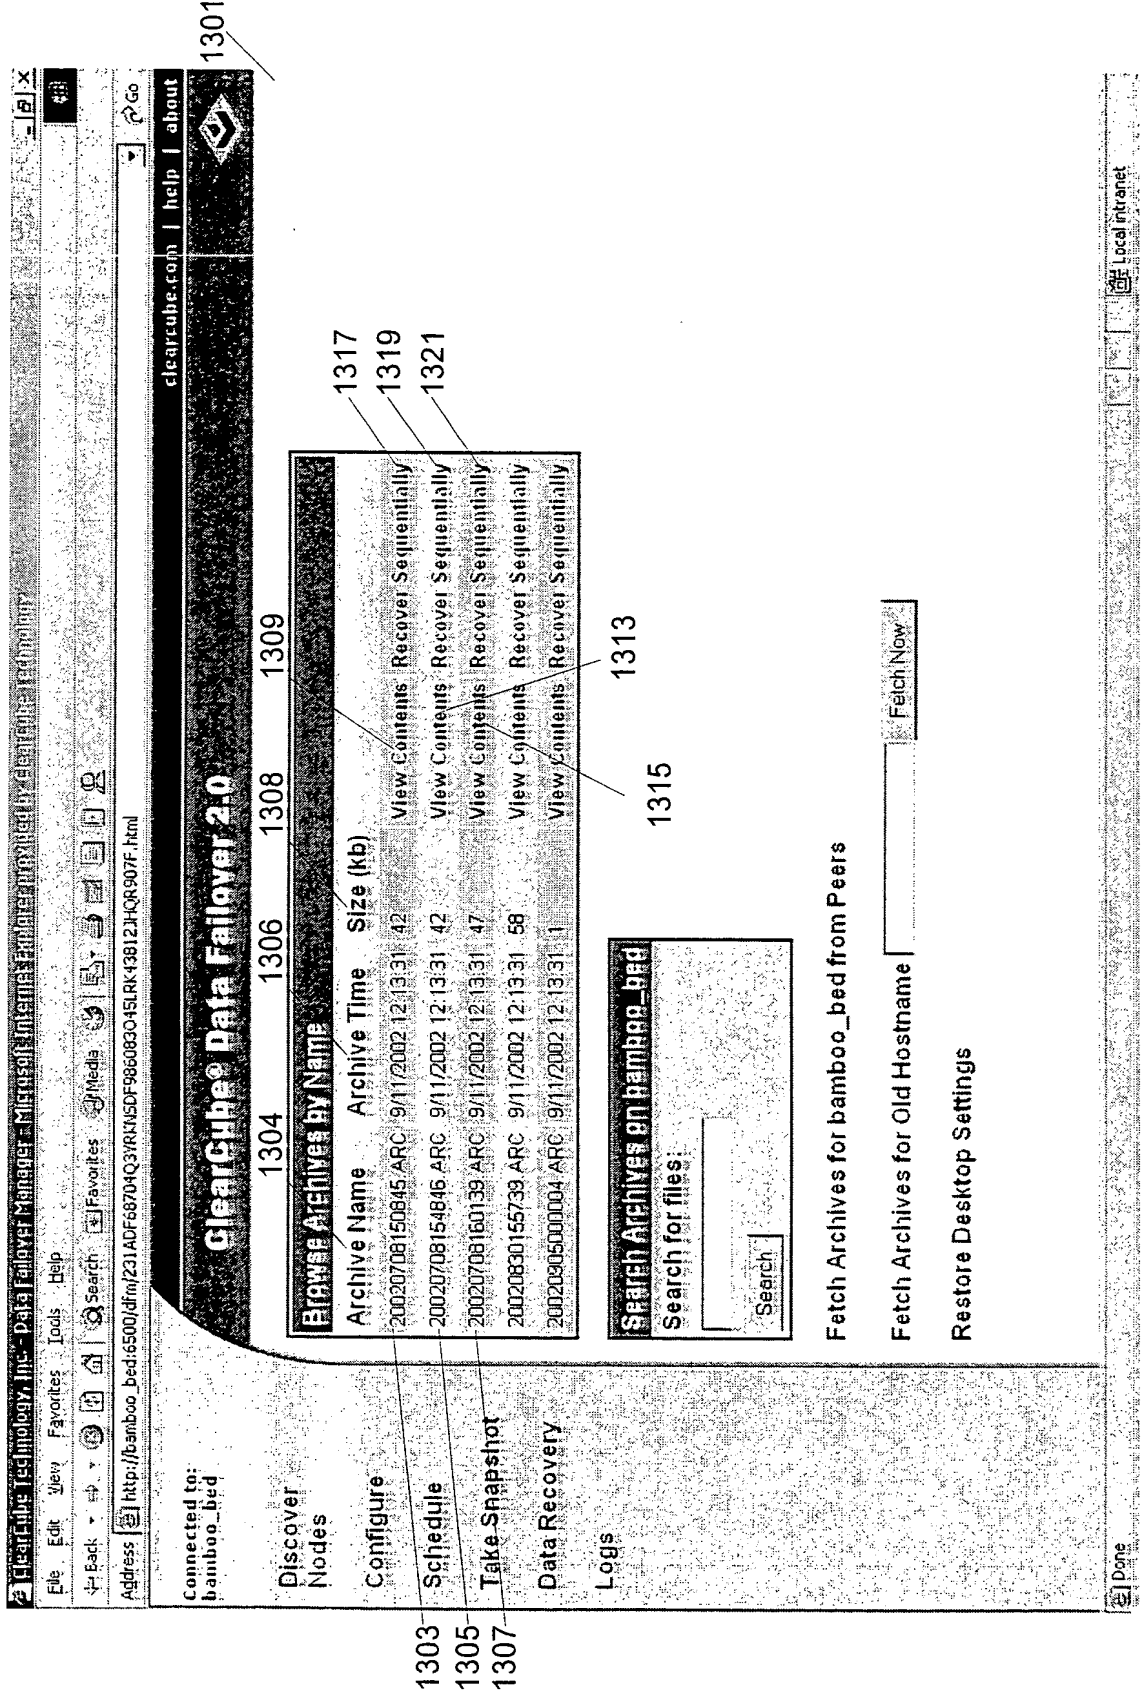 1301
ClearCube Technology, Inc. - Data Failover Manager - Microsoft Internet Explorer provided by ClearCube Technology
File Edit View Favorites Tools Help
Back Search Favorites Media
Address http://bamboo_bed:6500/dfm/ Go
clearcube.com | help | about
ClearCube® Data Failover 2.0
Connected to:
bamboo_bed
Discover
Nodes
Configure
Schedule
Take Snapshot
Data Recovery
Logs
1304 1306 1308 1309
Browse Archives by Name
Archive Name Archive Time Size (kb)
20020708150845.ARC 9/11/2002 12:13:31 42 View Contents Recover Sequentially
20020708154846.ARC 9/11/2002 12:13:31 42 View Contents Recover Sequentially
20020708160139.ARC 9/11/2002 12:13:31 47 View Contents Recover Sequentially
20020830155739.ARC 9/11/2002 12:13:31 58 View Contents Recover Sequentially
20020905000004.ARC 9/11/2002 12:13:31 1 View Contents Recover Sequentially
1317
1319
1321
1303
1305
1307
1313
1315
Search Archives on bamboo_bed
Search for files:
Search
Fetch Archives for bamboo_bed from Peers
Fetch Archives for Old Hostname Fetch Now
Restore Desktop Settings
Done Local intranet